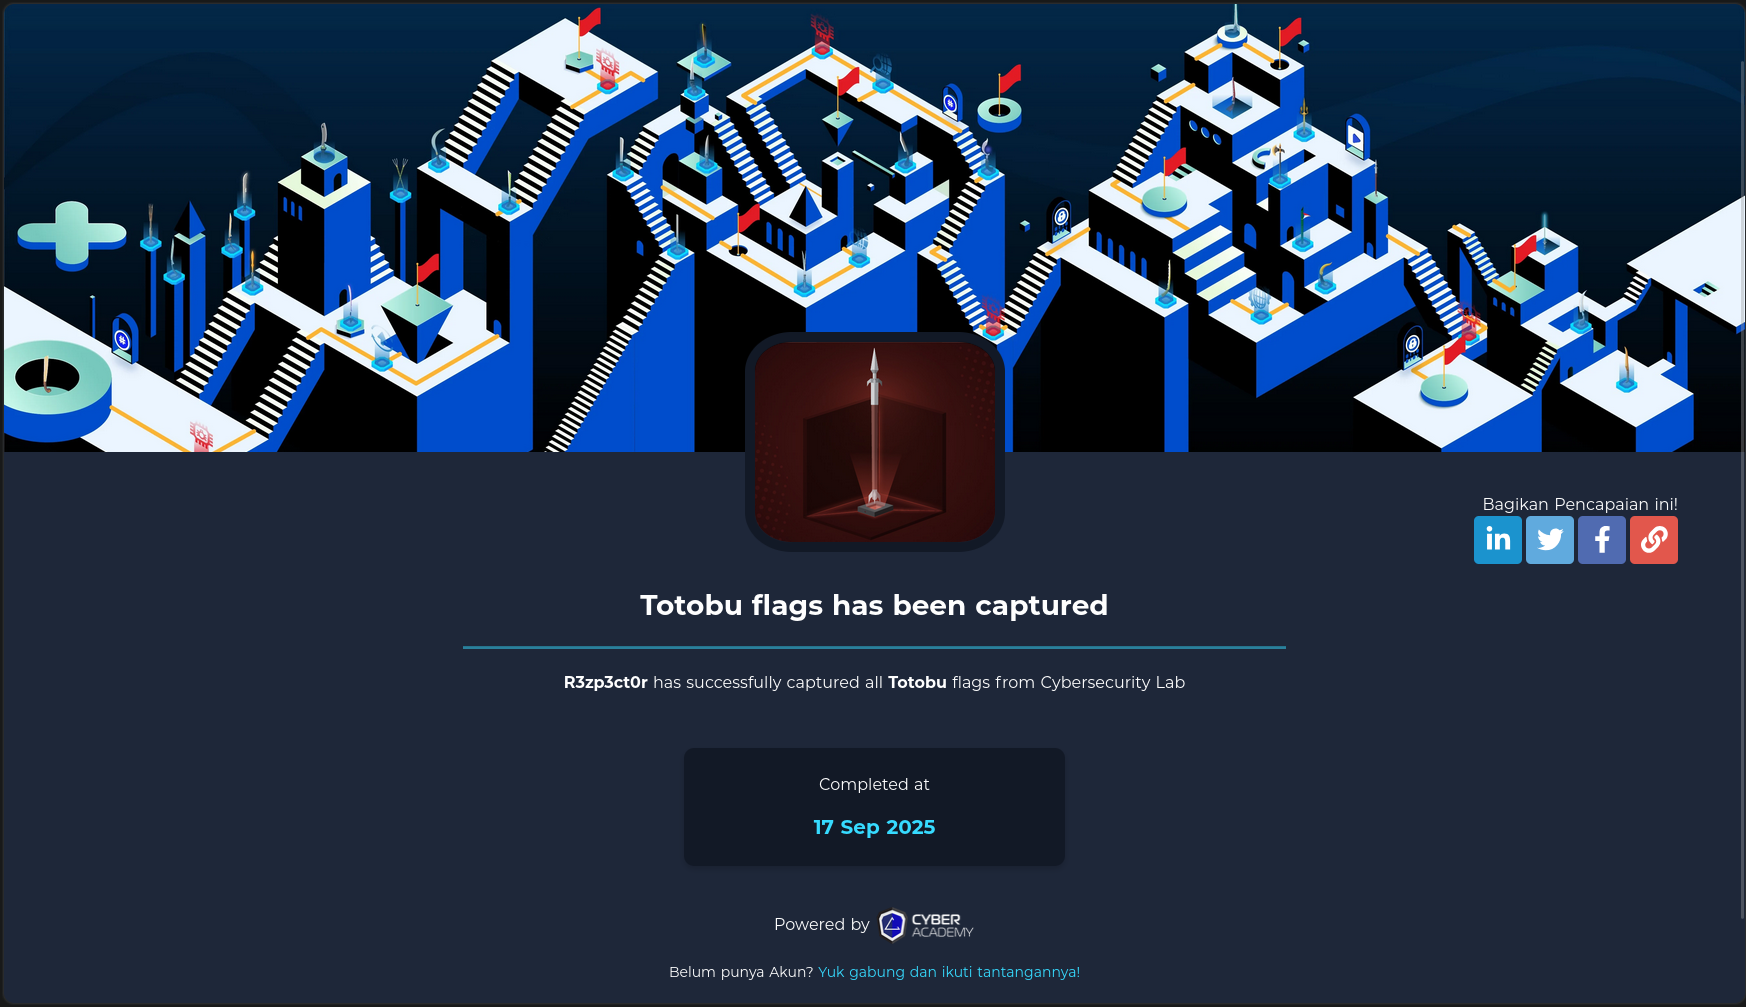 Bagikan Pencapaian ini!
Totobu flags has been captured
R3zp3ct0r has successfully captured all Totobu flags from Cybersecurity Lab
Completed at
17 Sep 2025
Powered by CYBER ACADEMY
Belum punya Akun? Yuk gabung dan ikuti tantangannya!